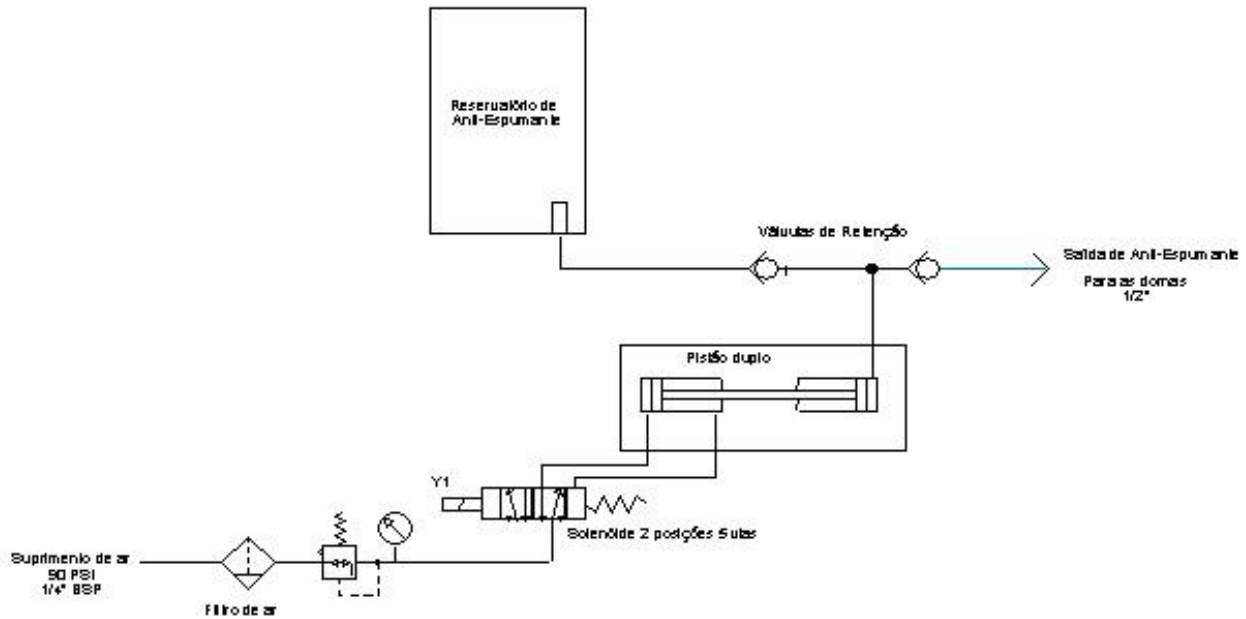 Reservatório de
Anti-Espumante
Válvulas de Retenção
Saída de Anti-Espumante
Para as dornas
1/2"
Pistão duplo
Y1
Solenóide 2 posições 5 vias
Suprimento de ar
90 PSI
1/4" BSP
Filtro de ar